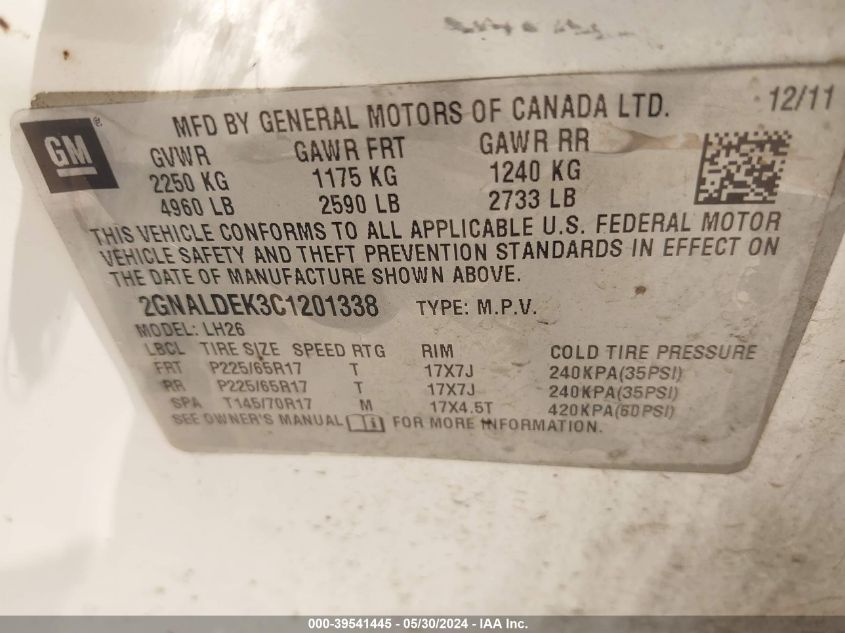 12/11
MFD BY GENERAL MOTORS OF CANADA LTD.
GM®
GVWR GAWR FRT GAWR RR
2250 KG 1175 KG 1240 KG
4960 LB 2590 LB 2733 LB
THIS VEHICLE CONFORMS TO ALL APPLICABLE U.S. FEDERAL MOTOR
VEHICLE SAFETY AND THEFT PREVENTION STANDARDS IN EFFECT ON
THE DATE OF MANUFACTURE SHOWN ABOVE.
2GNALDEK3C1201338 TYPE: M.P.V.
MODEL: LH26
LBCL TIRE SIZE SPEED RTG RIM COLD TIRE PRESSURE
FRT P225/65R17 T 17X7J 240KPA(35PSI)
RR P225/65R17 T 17X7J 240KPA(35PSI)
SPA T145/70R17 M 17X4.5T 420KPA(60PSI)
SEE OWNER'S MANUAL FOR MORE INFORMATION.
000-39541445 - 05/30/2024 - IAA Inc.